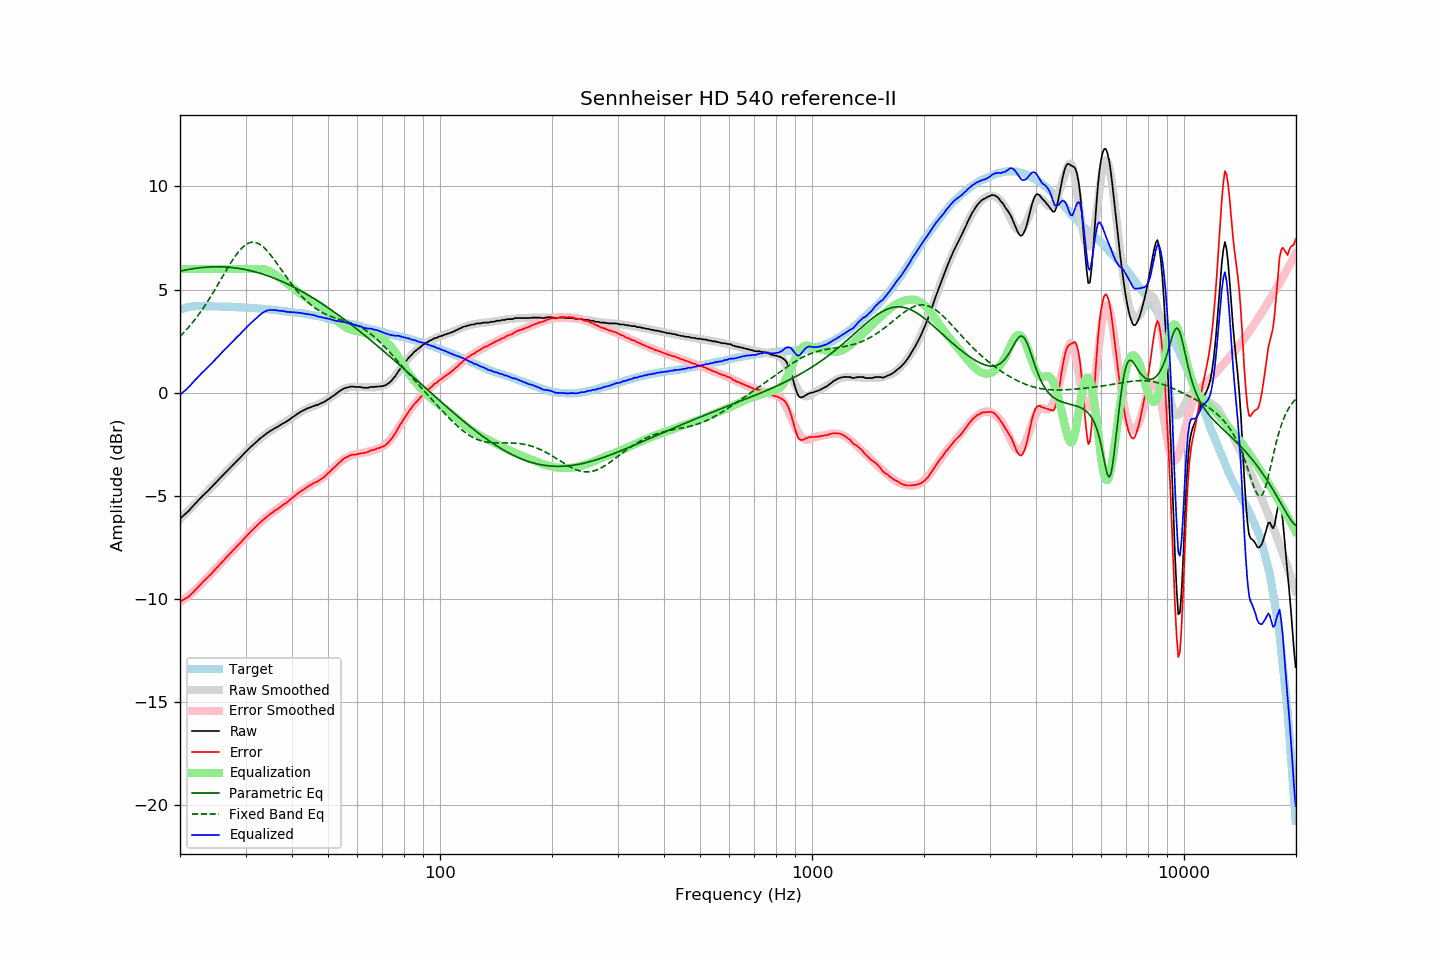 Sennheiser HD 540 reference-II
Amplitude (dBr)
10
5
0
−5
−10
−15
−20
Target
Raw Smoothed
Error Smoothed
Raw
Error
Equalization
Parametric Eq
Fixed Band Eq
Equalized
100
1000
10000
Frequency (Hz)